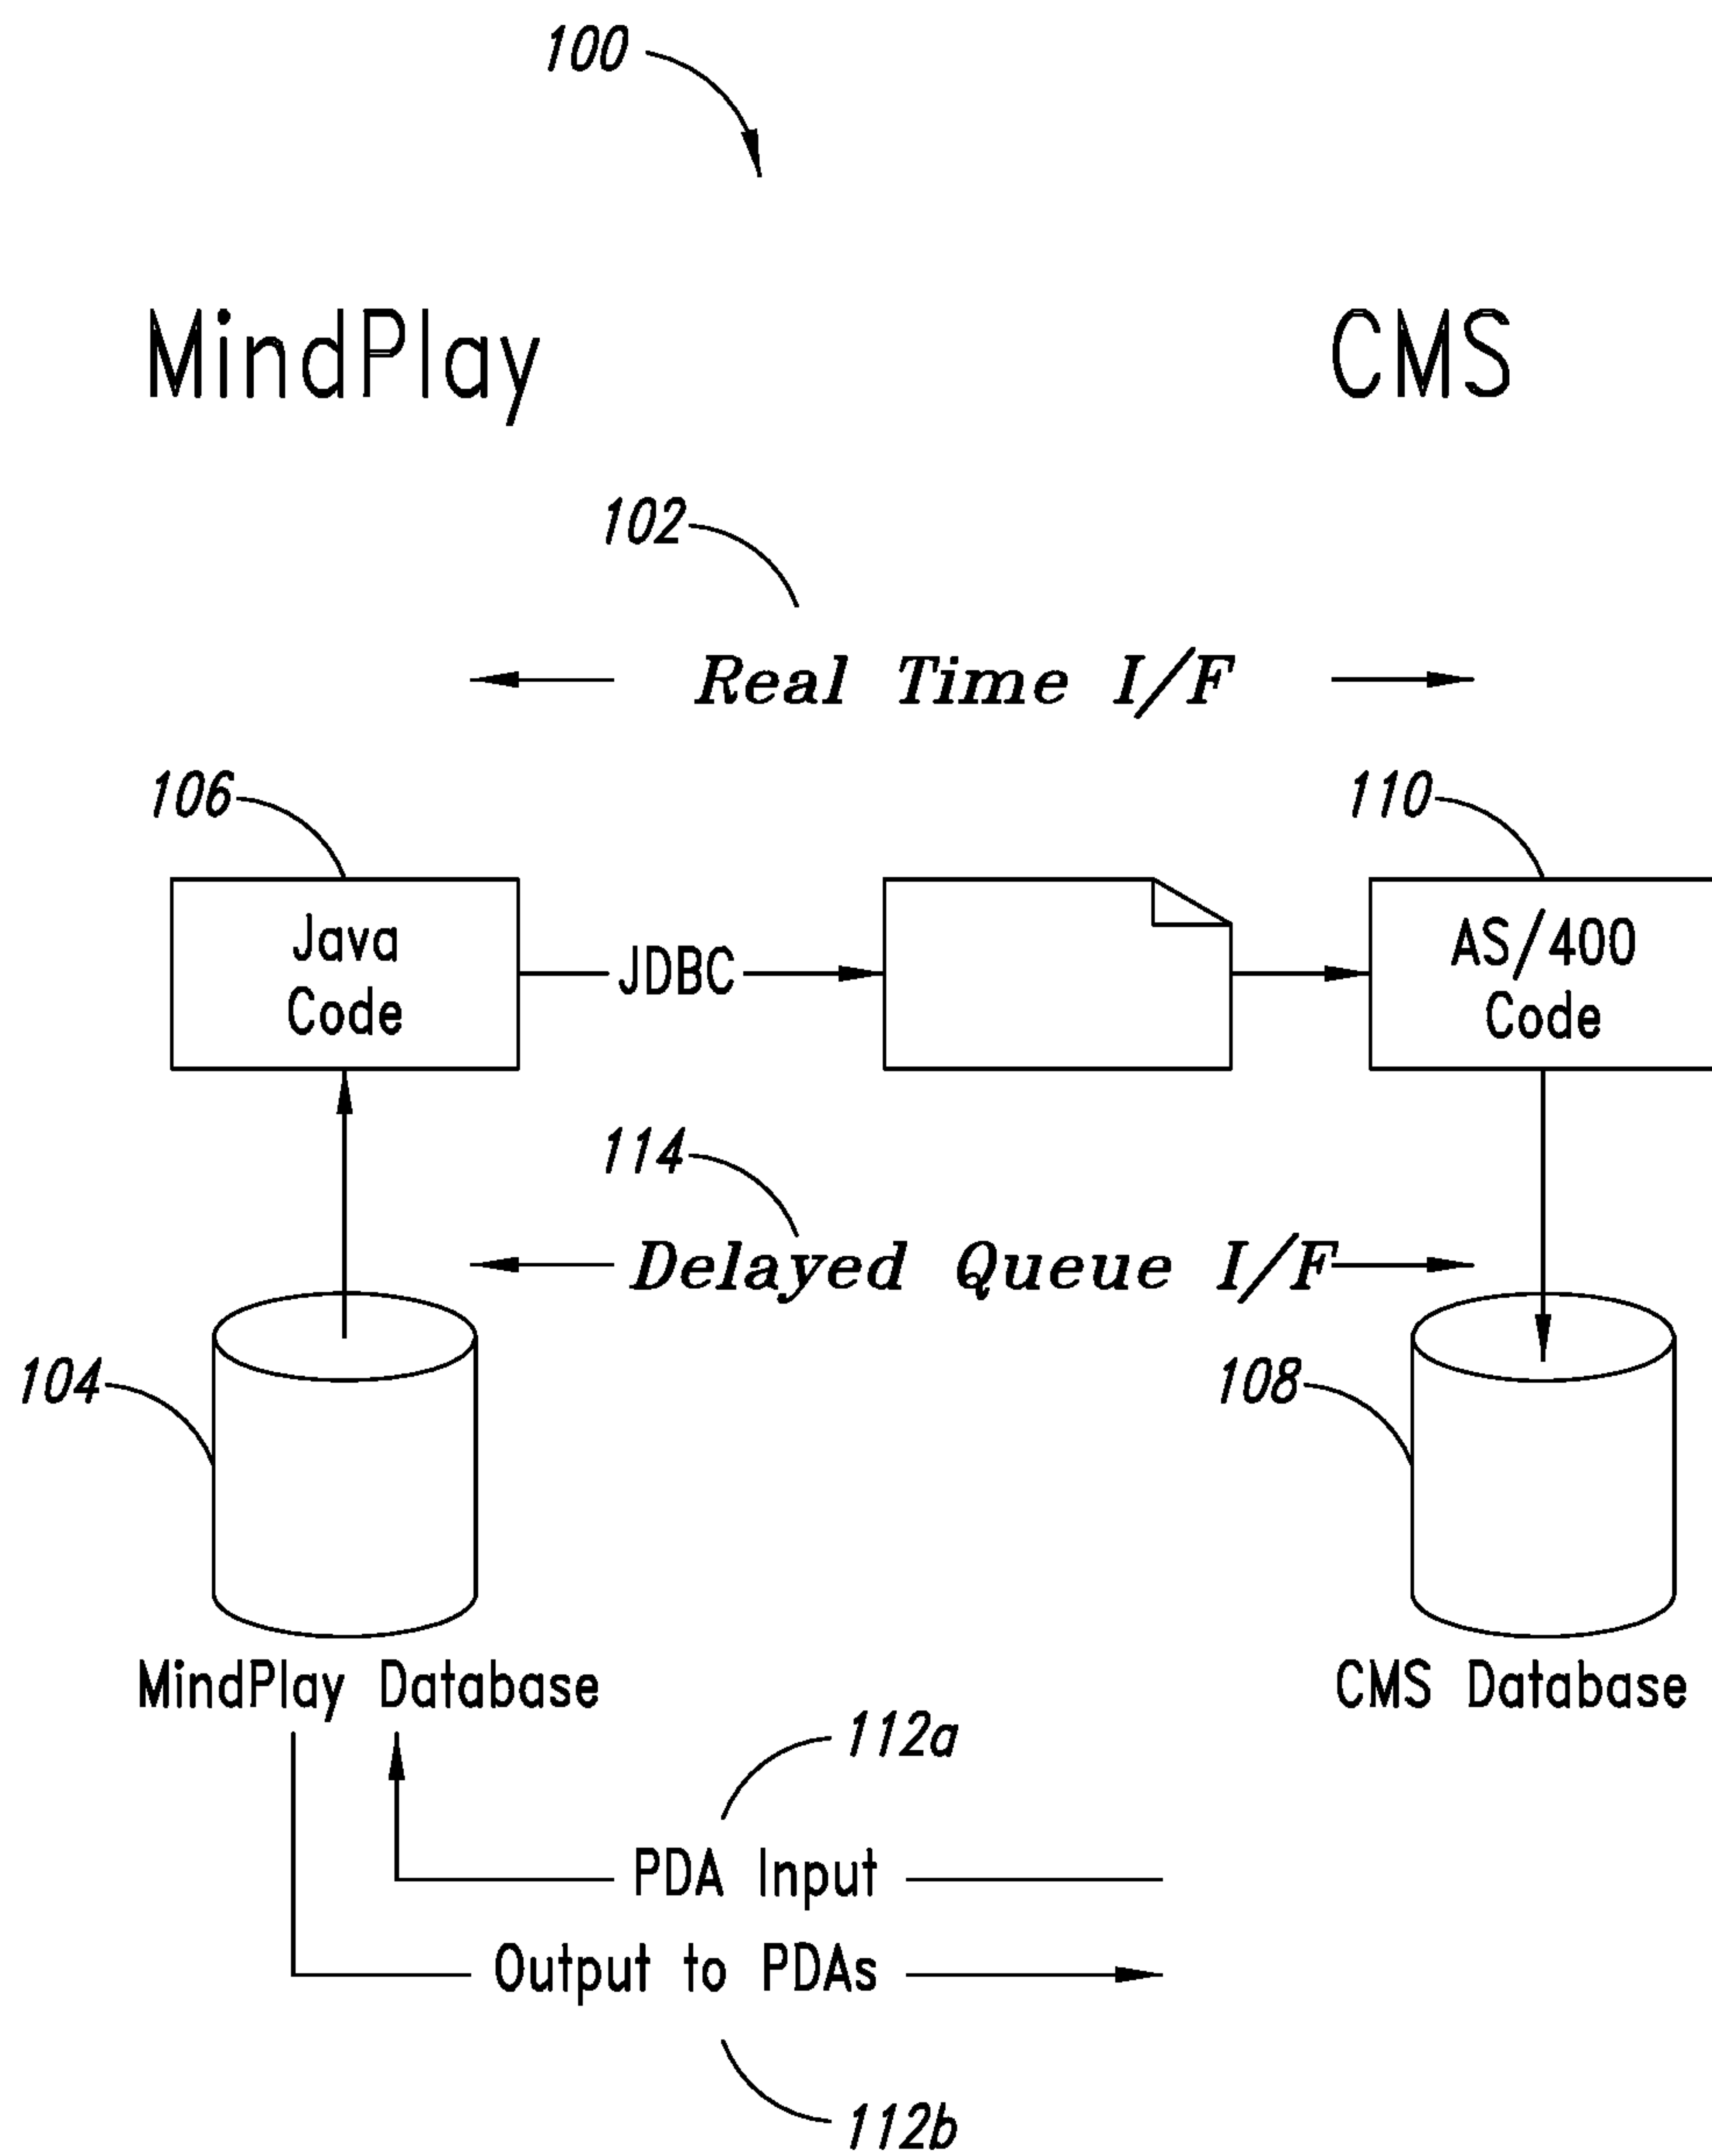 100
MindPlay
CMS
102
Real Time I/F
106
110
Java
Code
JDBC
AS/400
Code
114
Delayed Queue I/F
104
108
MindPlay Database
CMS Database
112a
PDA Input
Output to PDAs
112b